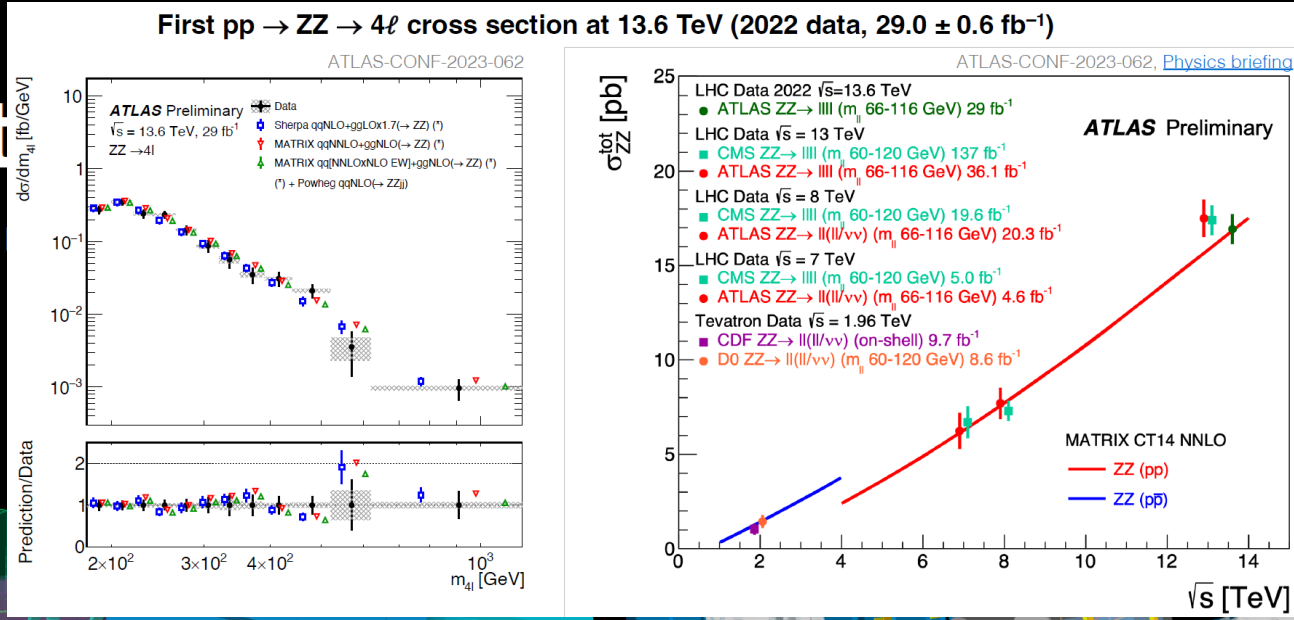 First pp → ZZ → 4ℓ cross section at 13.6 TeV (2022 data, 29.0 ± 0.6 fb⁻¹)
ATLAS-CONF-2023-062
dσ/dm₄ₗ [fb/GeV]
10
1
10⁻¹
10⁻²
10⁻³
ATLAS Preliminary
√s = 13.6 TeV, 29 fb⁻¹
ZZ →4l
Data
Sherpa qqNLO+ggLOx1.7(→ ZZ) (*)
MATRIX qqNNLO+ggNLO(→ ZZ) (*)
MATRIX qq[NNLOxNLO EW]+ggNLO(→ ZZ) (*)
(*) + Powheg qqNLO(→ ZZjj)
Prediction/Data
2
1
0
2×10² 3×10² 4×10² 10³
m₄ₗ [GeV]
ATLAS-CONF-2023-062, Physics briefing
σ_ZZ^tot [pb]
25
20
15
10
5
0
LHC Data 2022 √s=13.6 TeV
ATLAS ZZ→ llll (m_ll 66-116 GeV) 29 fb⁻¹
LHC Data √s = 13 TeV
CMS ZZ→ llll (m_ll 60-120 GeV) 137 fb⁻¹
ATLAS ZZ→ llll (m_ll 66-116 GeV) 36.1 fb⁻¹
LHC Data √s = 8 TeV
CMS ZZ→ llll (m_ll 60-120 GeV) 19.6 fb⁻¹
ATLAS ZZ→ ll(ll/νν) (m_ll 66-116 GeV) 20.3 fb⁻¹
LHC Data √s = 7 TeV
CMS ZZ→ llll (m_ll 60-120 GeV) 5.0 fb⁻¹
ATLAS ZZ→ ll(ll/νν) (m_ll 66-116 GeV) 4.6 fb⁻¹
Tevatron Data √s = 1.96 TeV
CDF ZZ→ ll(ll/νν) (on-shell) 9.7 fb⁻¹
D0 ZZ→ ll(ll/νν) (m_ll 60-120 GeV) 8.6 fb⁻¹
ATLAS Preliminary
MATRIX CT14 NNLO
ZZ (pp)
ZZ (pp̅)
0 2 4 6 8 10 12 14
√s [TeV]